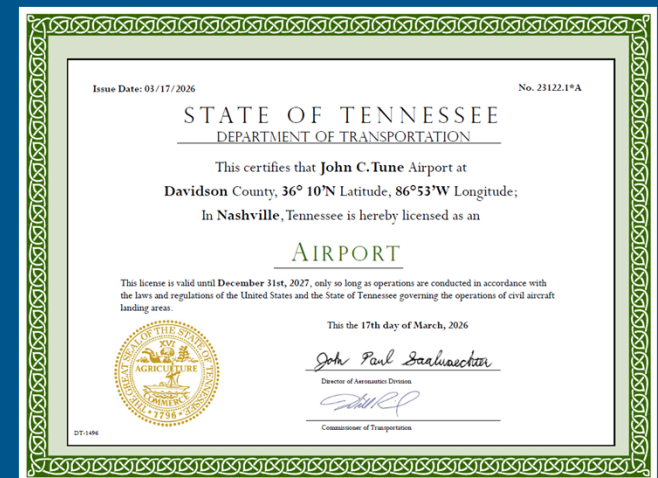 Issue Date: 03/17/2026
No. 23122.1*A
STATE OF TENNESSEE
DEPARTMENT OF TRANSPORTATION
This certifies that John C. Tune Airport at
Davidson County, 36° 10’N Latitude, 86°53’W Longitude;
In Nashville, Tennessee is hereby licensed as an
AIRPORT
This license is valid until December 31st, 2027, only so long as operations are conducted in accordance with
the laws and regulations of the United States and the State of Tennessee governing the operations of civil aircraft
landing areas.
This the 17th day of March, 2026
THE GREAT SEAL OF THE STATE OF TENNESSEE
XVI
AGRICULTURE
COMMERCE
1796
John Paul Saalwaechter
Director of Aeronautics Division
Commissioner of Transportation
DT-1496